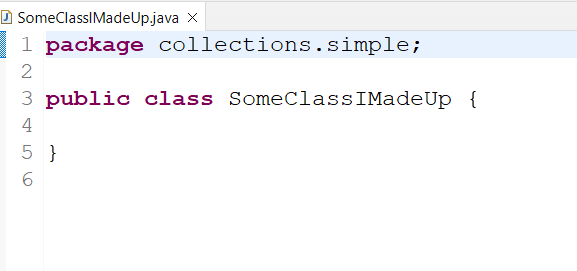 SomeClassIMadeUp.java
1 package collections.simple;
2
3 public class SomeClassIMadeUp {
4
5 }
6